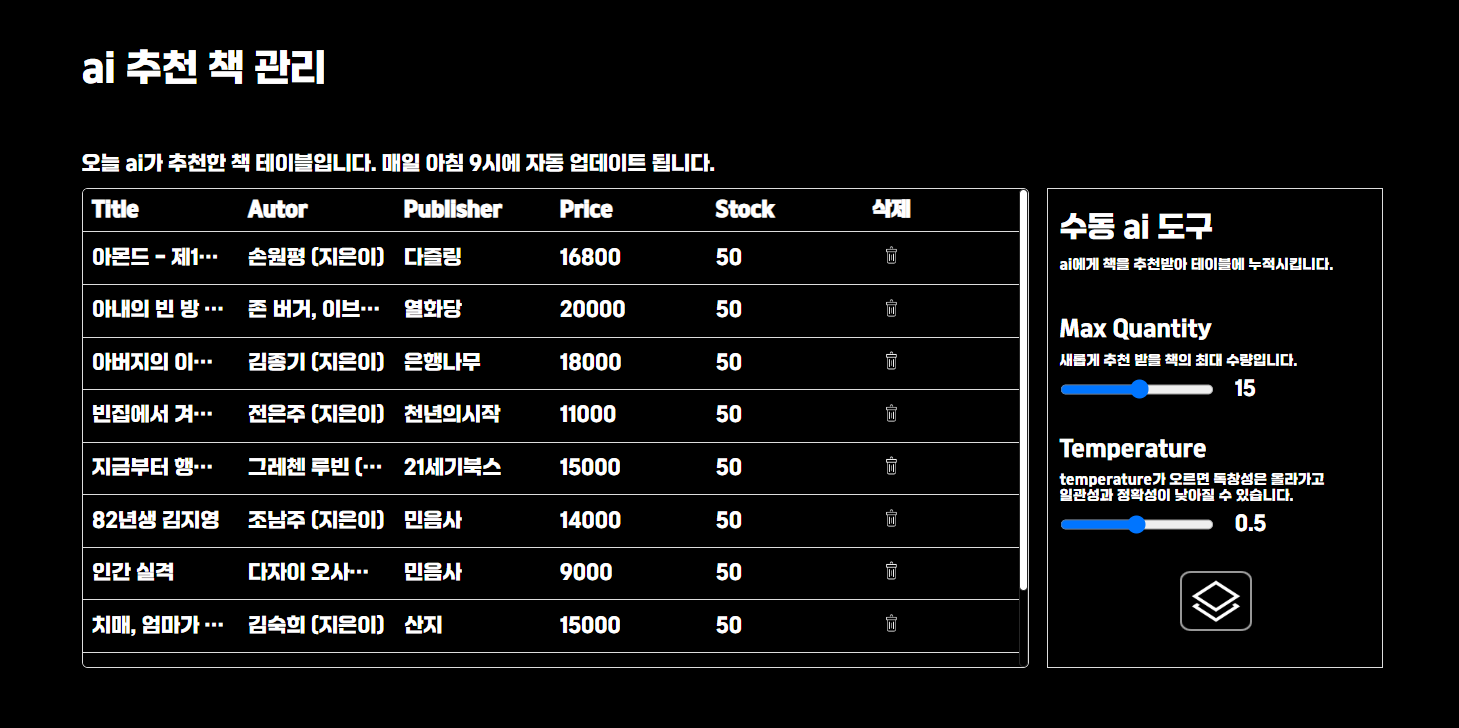 ai 추천 책 관리
오늘 ai가 추천한 책 테이블입니다. 매일 아침 9시에 자동 업데이트 됩니다.
Title Autor Publisher Price Stock 삭제
아몬드 - 제1… 손원평 (지은이) 다즐링 16800 50
아내의 빈 방 … 존 버거, 이브… 열화당 20000 50
아버지의 이… 김종기 (지은이) 은행나무 18000 50
빈집에서 겨… 전은주 (지은이) 천년의시작 11000 50
지금부터 행… 그레첸 루빈 (… 21세기북스 15000 50
82년생 김지영 조남주 (지은이) 민음사 14000 50
인간 실격 다자이 오사… 민음사 9000 50
치매, 엄마가 … 김숙희 (지은이) 산지 15000 50
수동 ai 도구
ai에게 책을 추천받아 테이블에 누적시킵니다.
Max Quantity
새롭게 추천 받을 책의 최대 수량입니다.
15
Temperature
temperature가 오르면 독창성은 올라가고
일관성과 정확성이 낮아질 수 있습니다.
0.5